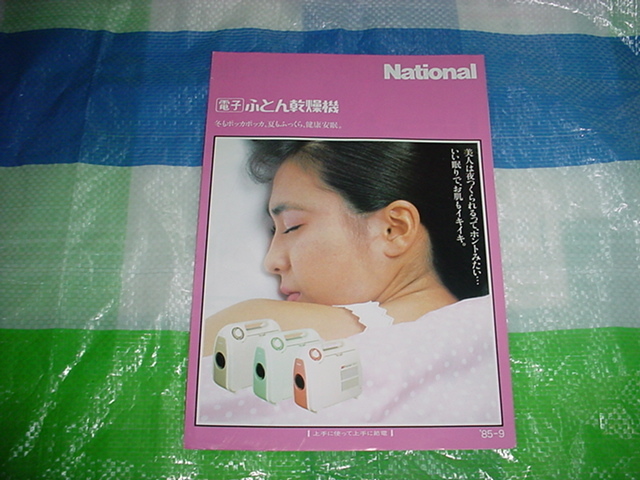 National
電子 ふとん乾燥機
冬もポッカポッカ、夏もふっくら、健康安眠。
美人は夜つくられるって、ホントみたい…
いい眠りで、お肌もイキイキ。
上手に使って上手に節電
'85-9